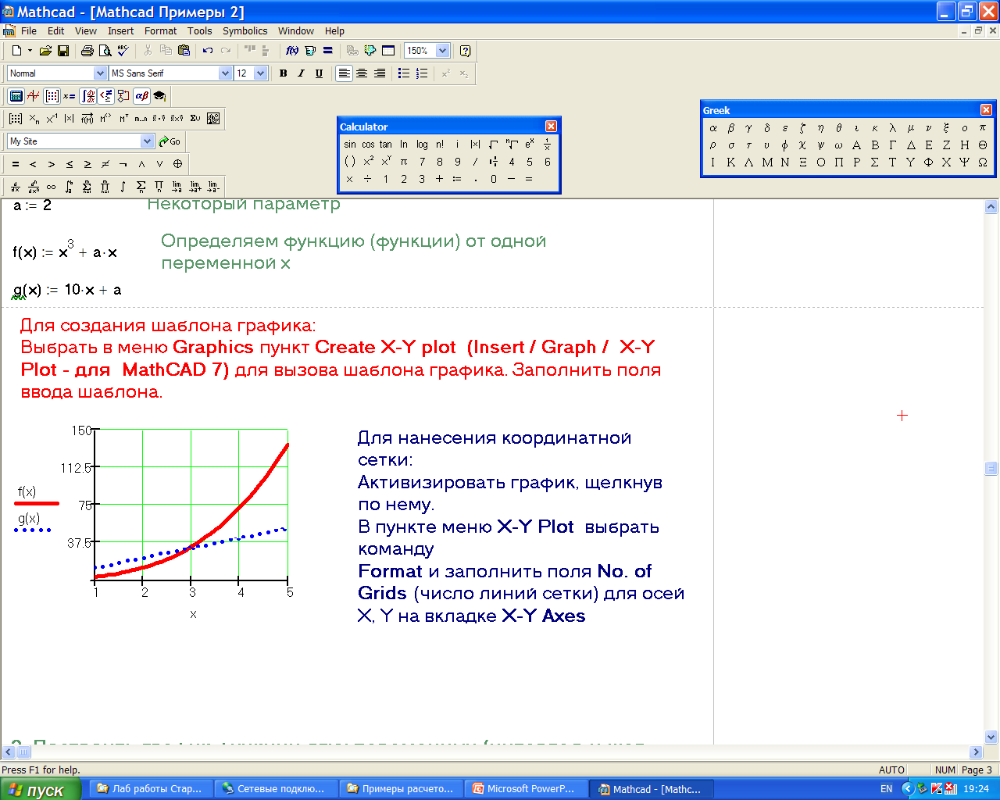 Mathcad - [Mathcad Примеры 2]
File Edit View Insert Format Tools Symbolics Window Help
150%
Normal MS Sans Serif 12 B I U
My Site Go
Calculator
sin cos tan ln log n! i |×| √ ⁿ√ eˣ 1/x
( ) x² xʸ π 7 8 9 / 4 5 6
× ÷ 1 2 3 + := . 0 − =
Greek
α β γ δ ε ζ η θ ι κ λ μ ν ξ ο π
ρ σ τ υ φ χ ψ ω Α Β Γ Δ Ε Ζ Η Θ
Ι Κ Λ Μ Ν Ξ Ο Π Ρ Σ Τ Υ Φ Χ Ψ Ω
= < > ≤ ≥ ≠ ¬ ∧ ∨ ⊕
a := 2 Некоторый параметр
f(x) := x³ + a·x
Определяем функцию (функции) от одной
переменной x
g(x) := 10·x + a
Для создания шаблона графика:
Выбрать в меню Graphics пункт Create X-Y plot (Insert / Graph / X-Y
Plot - для MathCAD 7) для вызова шаблона графика. Заполнить поля
ввода шаблона.
150
112.5
75
37.5
f(x)
g(x)
1 2 3 4 5
x
Для нанесения координатной
сетки:
Активизировать график, щелкнув
по нему.
В пункте меню X-Y Plot выбрать
команду
Format и заполнить поля No. of
Grids (число линий сетки) для осей
X, Y на вкладке X-Y Axes
Press F1 for help. AUTO NUM Page 3
пуск Лаб работы Стар... Сетевые подклю... Примеры расчето... Microsoft PowerP... Mathcad - [Mathc... EN 19:24